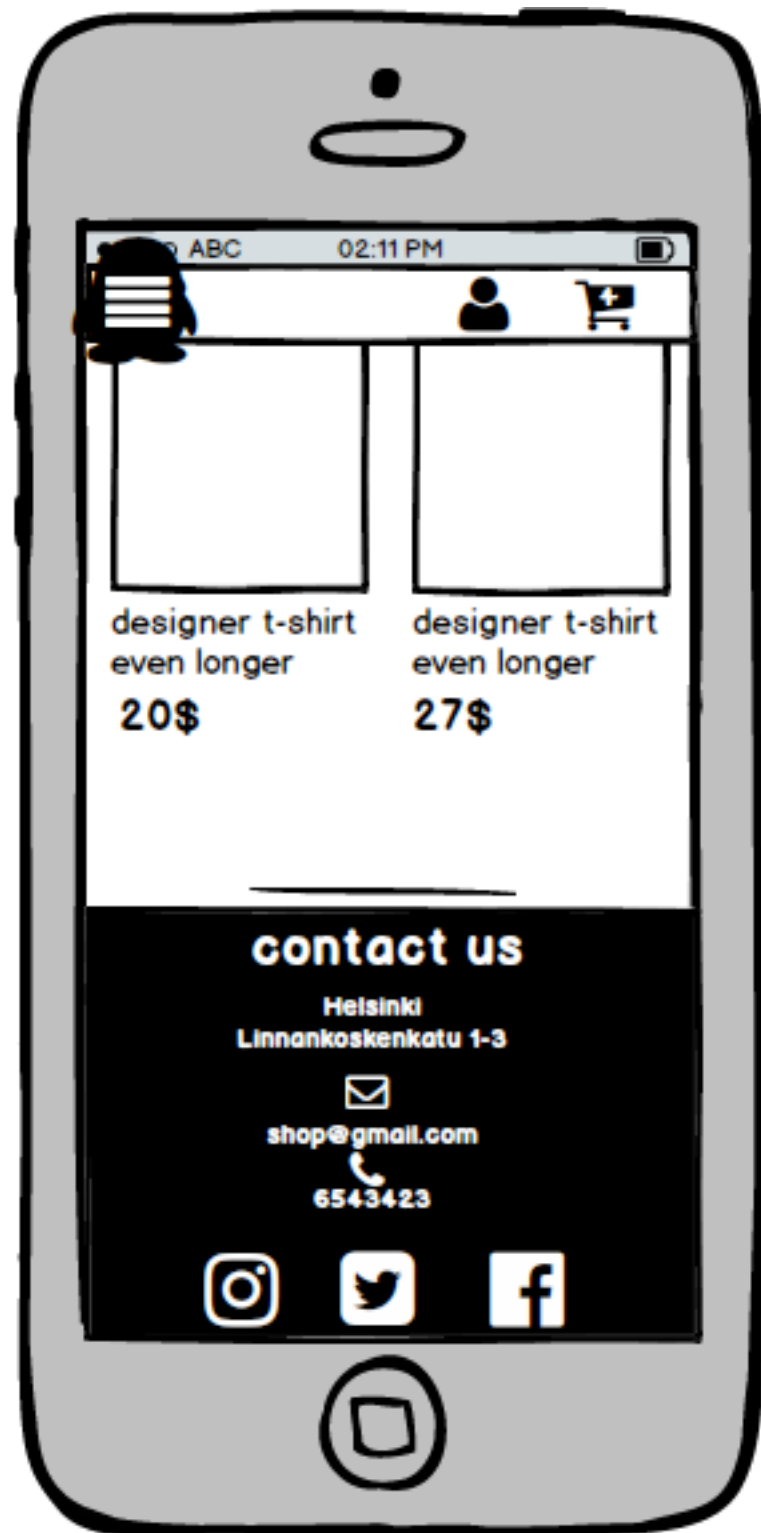 ABC 02:11 PM
designer t-shirt designer t-shirt
even longer even longer
20$ 27$
contact us
Helsinki
Linnankoskenkatu 1-3
shop@gmail.com
6543423